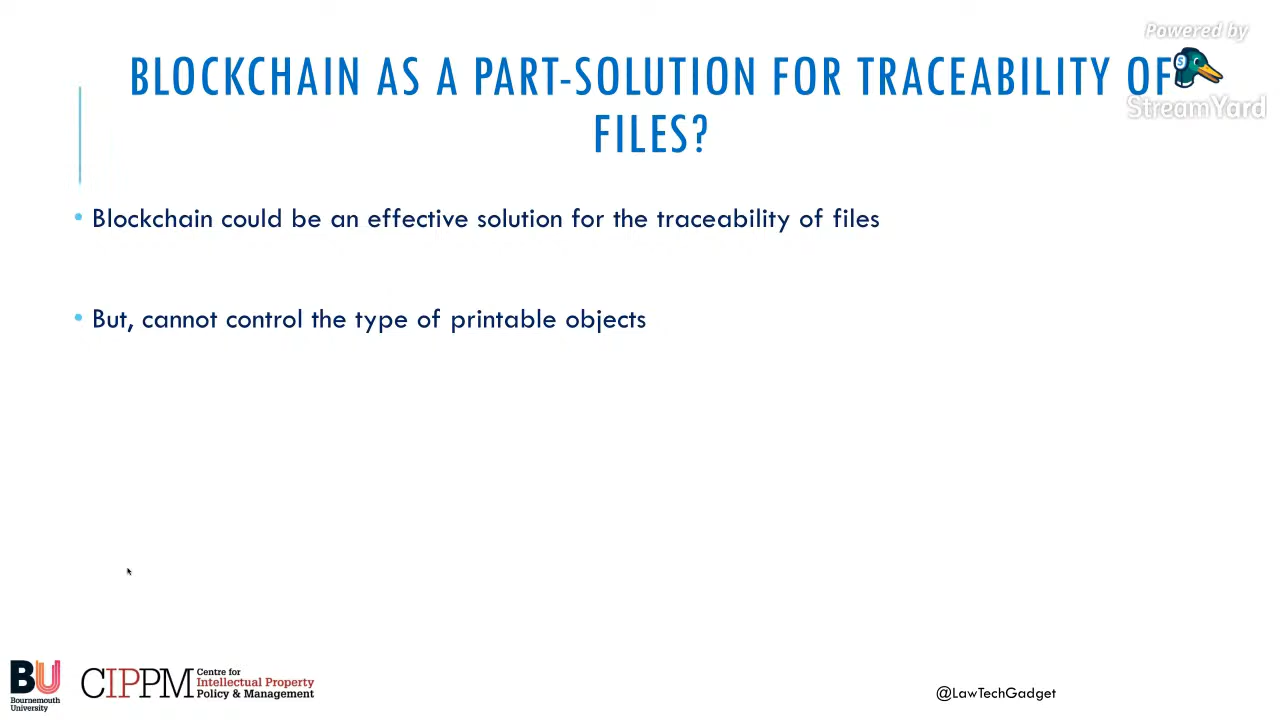 Powered by
StreamYard
BLOCKCHAIN AS A PART-SOLUTION FOR TRACEABILITY OF
FILES?
• Blockchain could be an effective solution for the traceability of files
• But, cannot control the type of printable objects
BU
Bournemouth
University
CIPPM
Centre for
Intellectual Property
Policy & Management
@LawTechGadget